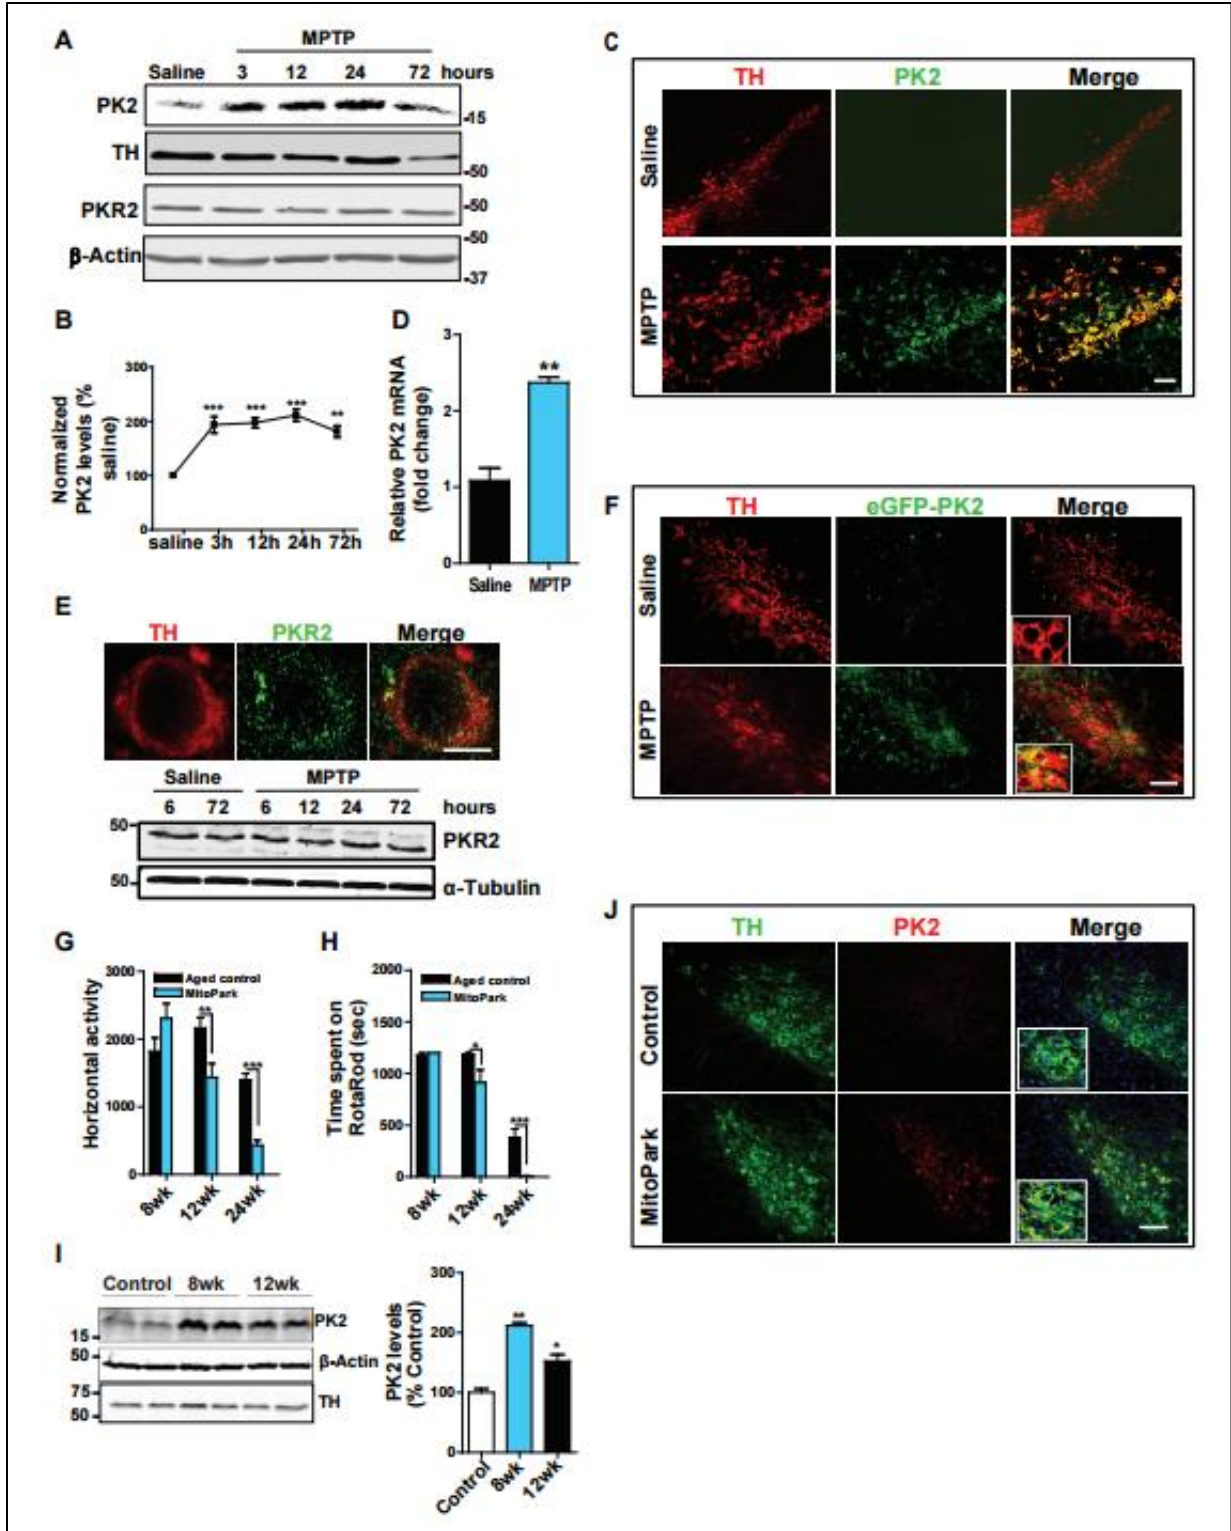 A
MPTP
Saline 3 12 24 72 hours
PK2
-15
TH
-50
PKR2
-50
-50
β-Actin
-37
B
Normalized
PK2 levels (%
saline)
300
200
100
0
*** *** *** **
saline 3h 12h 24h 72h
D
Relative PK2 mRNA
(fold change)
3
2
1
0
**
Saline MPTP
C
TH PK2 Merge
Saline
MPTP
E
TH PKR2 Merge
Saline MPTP
6 72 6 12 24 72 hours
50-
PKR2
50-
α-Tubulin
F
TH eGFP-PK2 Merge
Saline
MPTP
G
Horizontal activity
3000
2000
1000
0
Aged control
MitoPark
**
***
8wk 12wk 24wk
H
Time spent on
RotaRod (sec)
2000
1500
1000
500
0
Aged control
MitoPark
*
***
8wk 12wk 24wk
I
Control 8wk 12wk
PK2
15-
50-
β-Actin
75-
TH
50-
PK2 levels
(% Control)
300
200
100
0
**
*
Control 8wk 12wk
J
TH PK2 Merge
Control
MitoPark